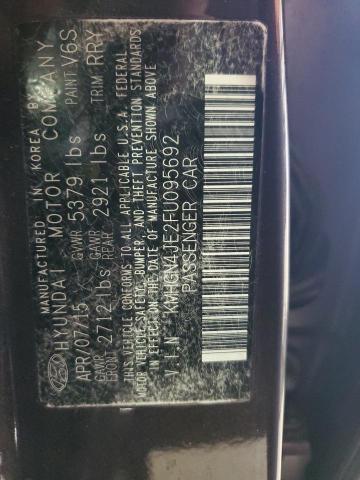 MANUFACTURED IN KOREA BY
HYUNDAI MOTOR COMPANY
APR/07/15 GVWR 5379 lbs PAINT V6S
GAWR FRONT 2712 lbs GAWR REAR 2921 lbs TRIM RRY
THIS VEHICLE CONFORMS TO ALL APPLICABLE U.S.A. FEDERAL
MOTOR VEHICLE SAFETY, BUMPER, AND THEFT PREVENTION STANDARDS
IN EFFECT ON THE DATE OF MANUFACTURE SHOWN ABOVE
V I N : KMHGN4JE2FU095692
PASSENGER CAR